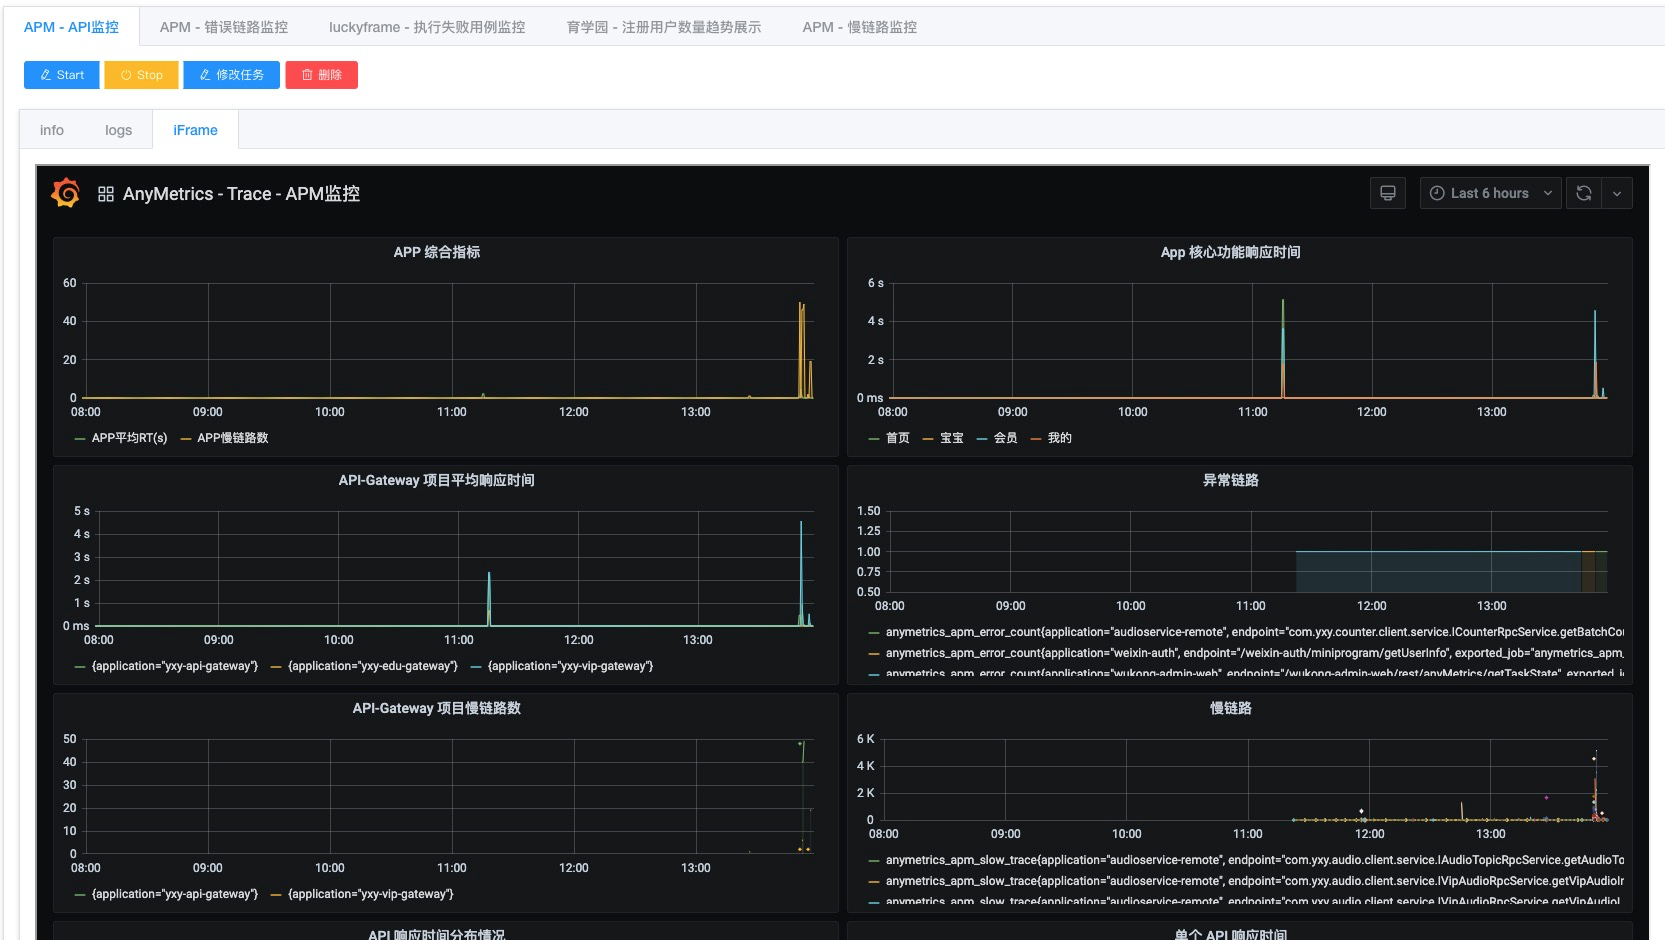 APM - API监控
APM - 错误链路监控
luckyframe - 执行失败用例监控
育学园 - 注册用户数量趋势展示
APM - 慢链路监控
Start
Stop
修改任务
删除
info
logs
iFrame
AnyMetrics - Trace - APM监控
Last 6 hours
APP 综合指标
60
40
20
0
08:00 09:00 10:00 11:00 12:00 13:00
APP平均RT(s) APP慢链路数
App 核心功能响应时间
6 s
4 s
2 s
0 ms
08:00 09:00 10:00 11:00 12:00 13:00
首页 宝宝 会员 我的
API-Gateway 项目平均响应时间
5 s
4 s
3 s
2 s
1 s
0 ms
08:00 09:00 10:00 11:00 12:00 13:00
{application="yxy-api-gateway"} {application="yxy-edu-gateway"} {application="yxy-vip-gateway"}
异常链路
1.50
1.25
1.00
0.75
0.50
08:00 09:00 10:00 11:00 12:00 13:00
anymetrics_apm_error_count{application="audioservice-remote", endpoint="com.yxy.counter.client.service.ICounterRpcService.getBatchCou
anymetrics_apm_error_count{application="weixin-auth", endpoint="/weixin-auth/miniprogram/getUserInfo", exported_job="anymetrics_apm_
anymetrics_apm_error_count{application="wukong-admin-web", endpoint="/wukong-admin-web/rest/anyMetrics/getTaskState", exported_j
API-Gateway 项目慢链路数
50
40
30
20
10
0
08:00 09:00 10:00 11:00 12:00 13:00
{application="yxy-api-gateway"} {application="yxy-vip-gateway"}
慢链路
6 K
4 K
2 K
0
08:00 09:00 10:00 11:00 12:00 13:00
anymetrics_apm_slow_trace{application="audioservice-remote", endpoint="com.yxy.audio.client.service.IAudioTopicRpcService.getAudioTo
anymetrics_apm_slow_trace{application="audioservice-remote", endpoint="com.yxy.audio.client.service.IVipAudioRpcService.getVipAudioIn
anymetrics_apm_slow_trace{application="audioservice-remote", endpoint="com.yxy.audio.client.service.IVipAudioRpcService.getVipAudioL
API 响应时间分布情况
单个 API 响应时间